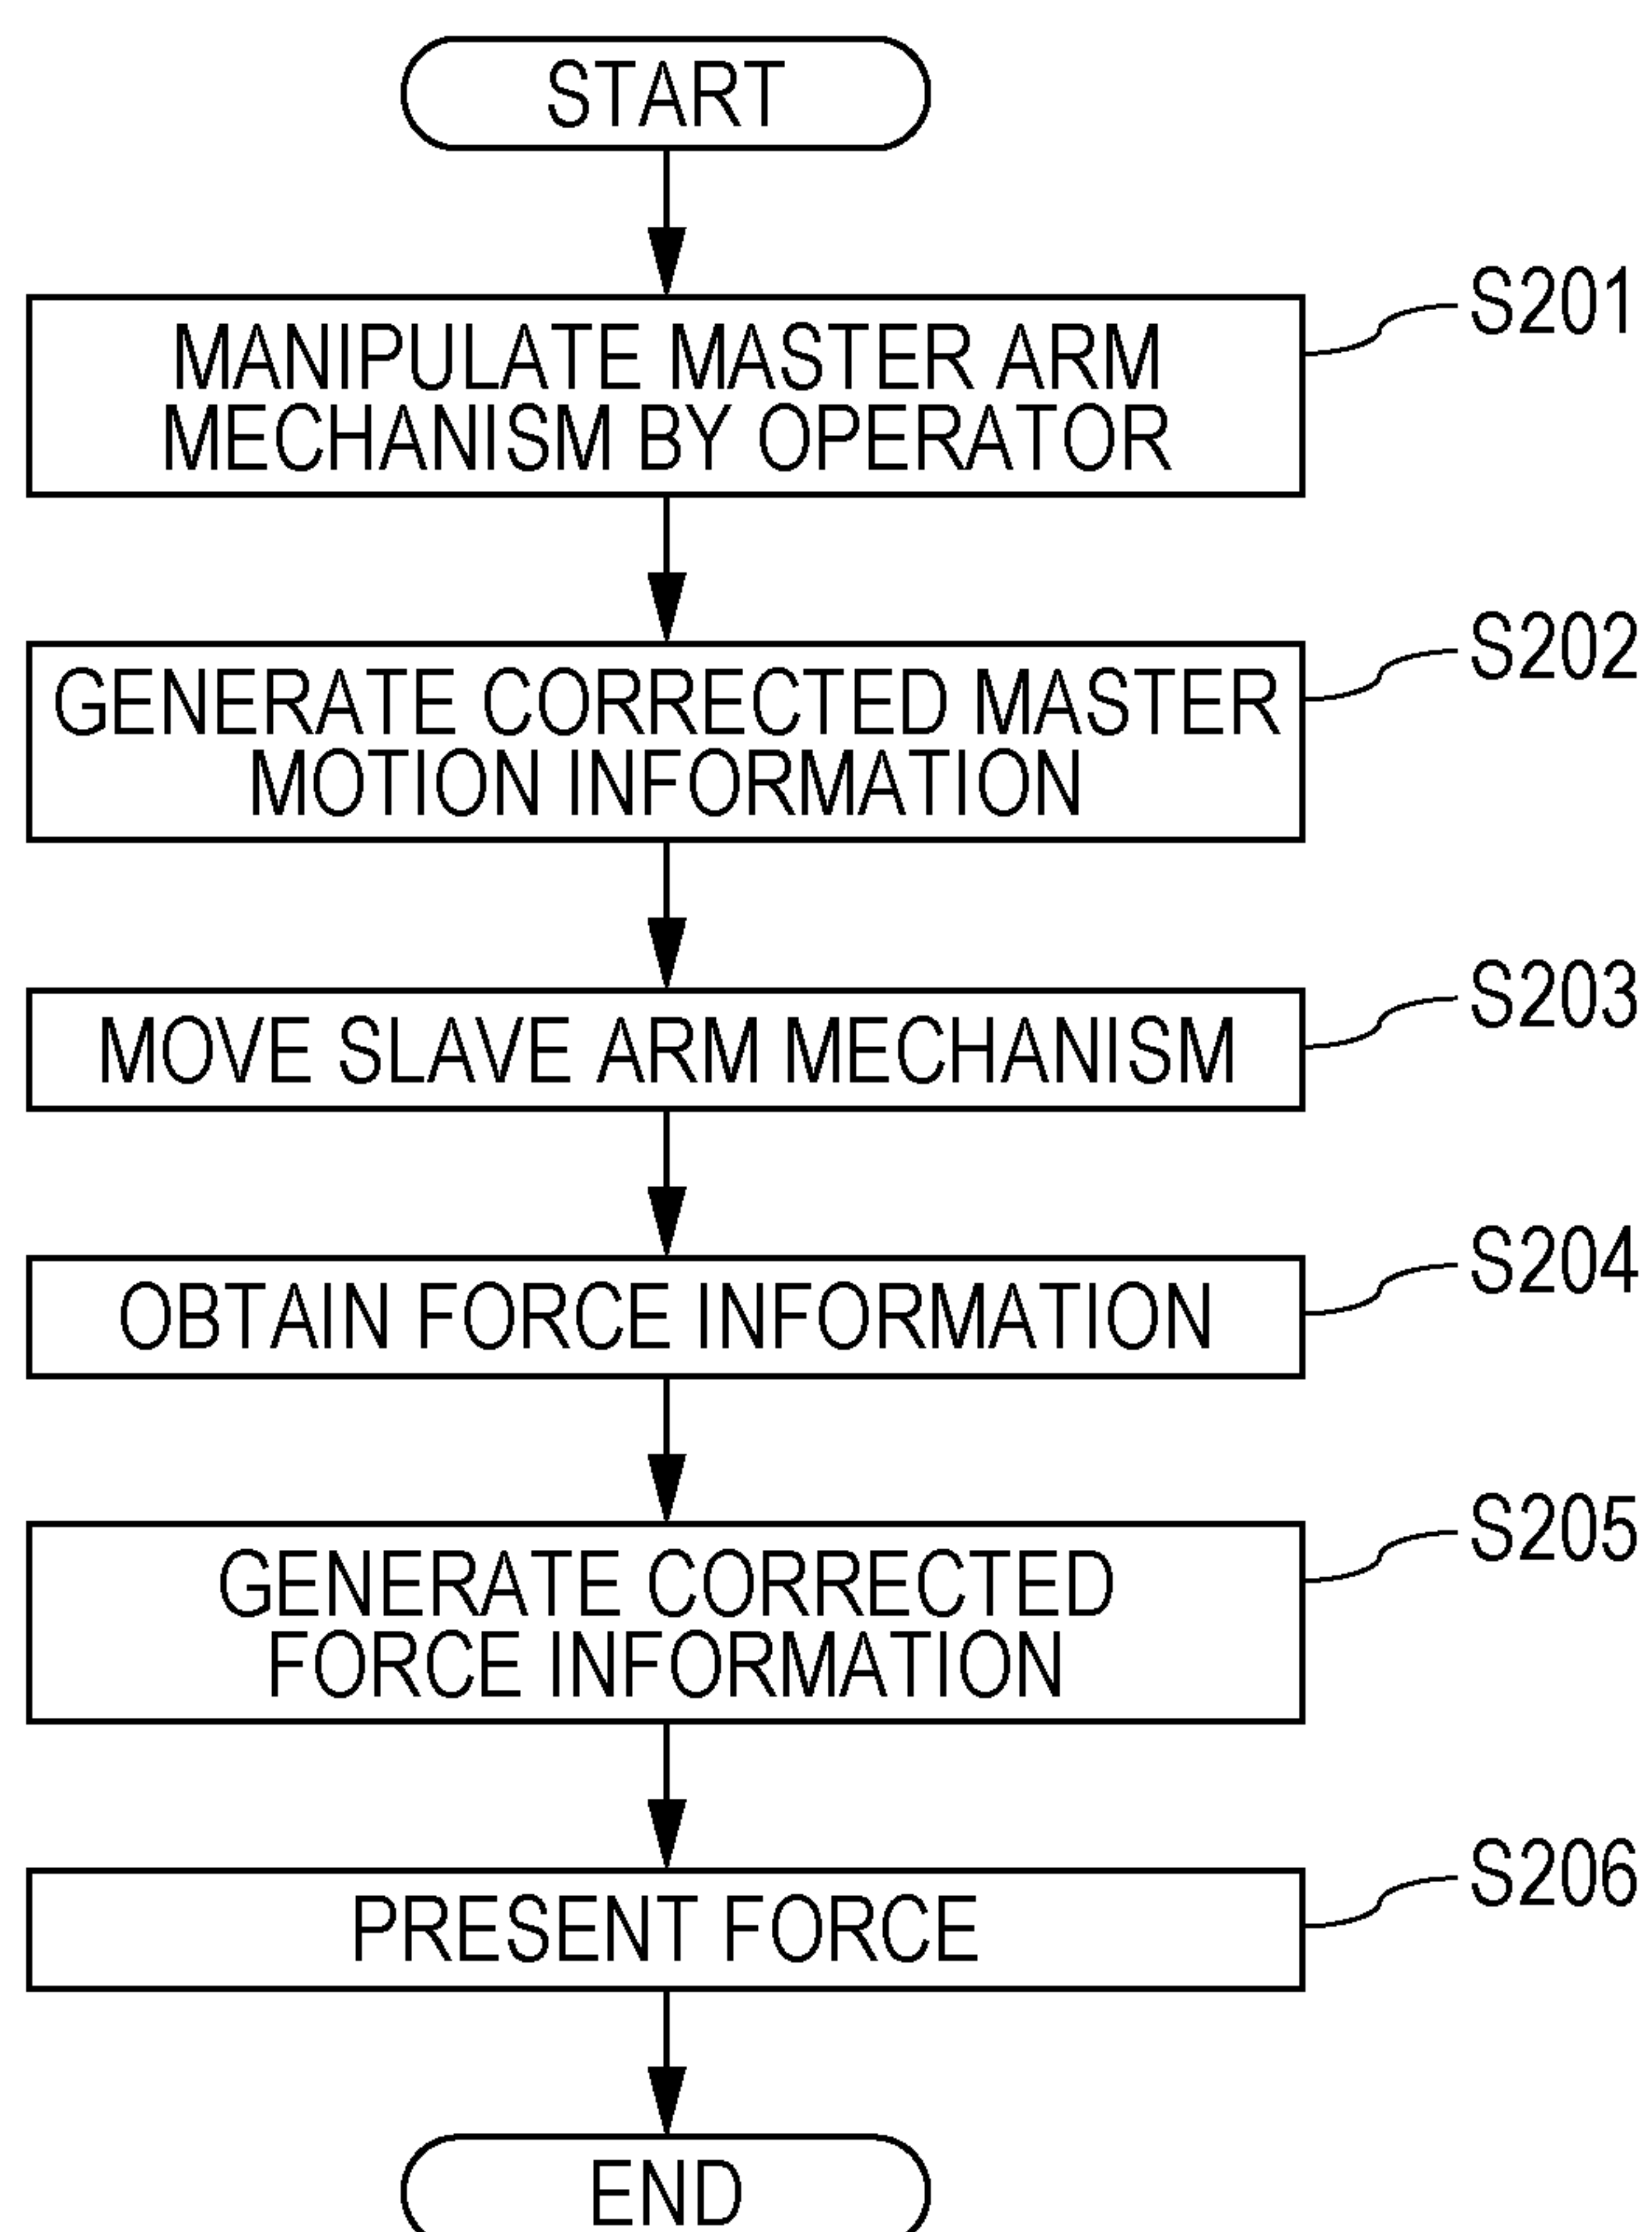 START
S201
MANIPULATE MASTER ARM
MECHANISM BY OPERATOR
S202
GENERATE CORRECTED MASTER
MOTION INFORMATION
S203
MOVE SLAVE ARM MECHANISM
S204
OBTAIN FORCE INFORMATION
S205
GENERATE CORRECTED
FORCE INFORMATION
S206
PRESENT FORCE
END